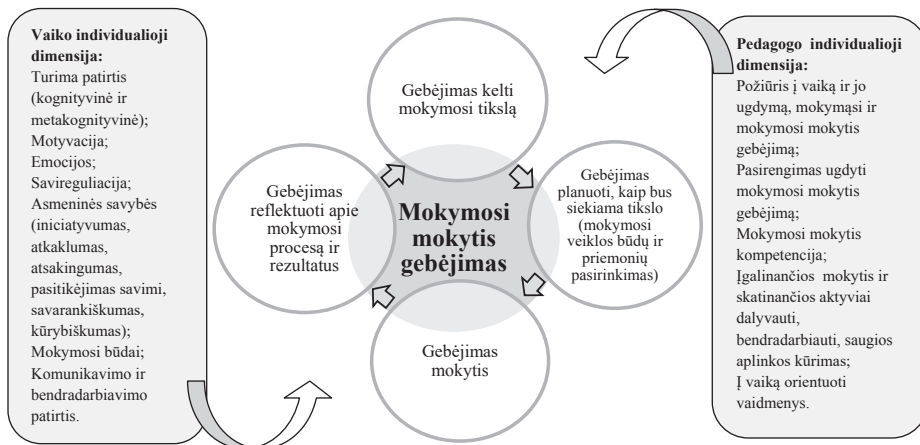 Vaiko individualioji
dimensija:
Turima patirtis
(kognityvinė ir
metakognityvinė);
Motyvacija;
Emocijos;
Savireguliacija;
Asmeninės savybės
(iniciatyvumas,
atkaklumas,
atsakingumas,
pasitikėjimas savimi,
savarankiškumas,
kūrybiškumas);
Mokymosi būdai;
Komunikavimo ir
bendradarbiavimo
patirtis.
Gebėjimas kelti
mokymosi tikslą
Gebėjimas
reflektuoti apie
mokymosi
procesą ir
rezultatus
Mokymosi
mokytis
gebėjimas
Gebėjimas
planuoti, kaip bus
siekiama tikslo
(mokymosi
veiklos būdų ir
priemonių
pasirinkimas)
Gebėjimas
mokytis
Pedagogo individualioji
dimensija:
Požiūris į vaiką ir jo
ugdymą, mokymąsi ir
mokymosi mokytis
gebėjimą;
Pasirengimas ugdyti
mokymosi mokytis
gebėjimą;
Mokymosi mokytis
kompetencija;
Įgalinančios mokytis ir
skatinančios aktyviai
dalyvauti,
bendradarbiauti, saugios
aplinkos kūrimas;
Į vaiką orientuoti
vaidmenys.